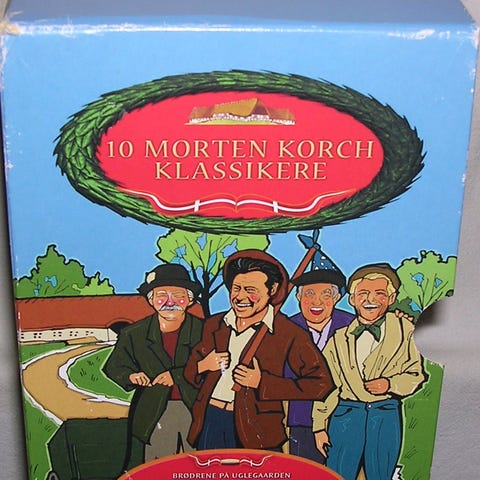 10 MORTEN KORCH
KLASSIKERE
BRØDRENE PÅ UGLEGAARDEN